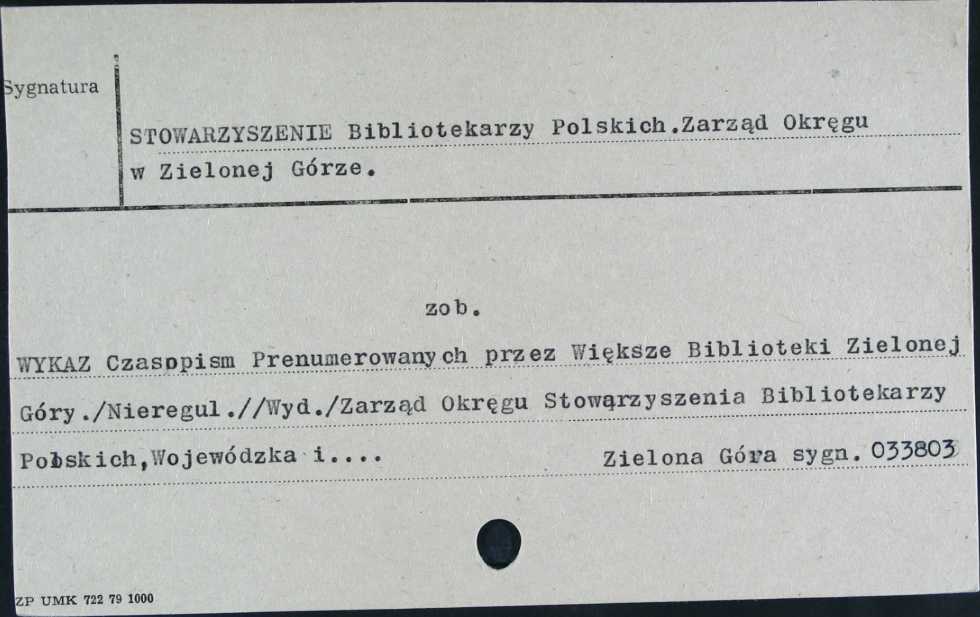 Sygnatura
STOWARZYSZENIE Bibliotekarzy Polskich.Zarząd Okręgu
w Zielonej Górze.
zob.
WYKAZ Czasopism Prenumerowanych przez Większe Biblioteki Zielonej
Góry./Nieregul.//Wyd./Zarząd Okręgu Stowarzyszenia Bibliotekarzy
Polskich,Wojewódzka i....
Zielona Góra sygn. 033803
ZP UMK 722 79 1000